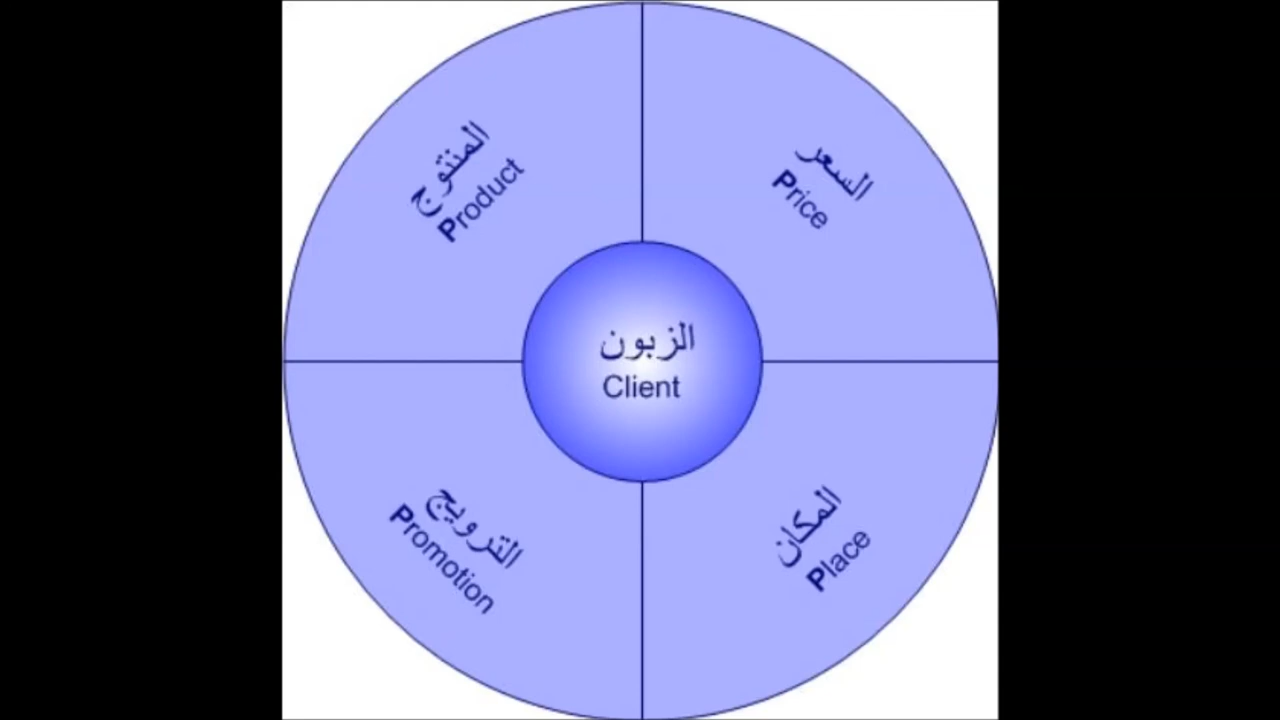 المنتوج
Product
السعر
Price
الزبون
Client
الترويج
Promotion
المكان
Place